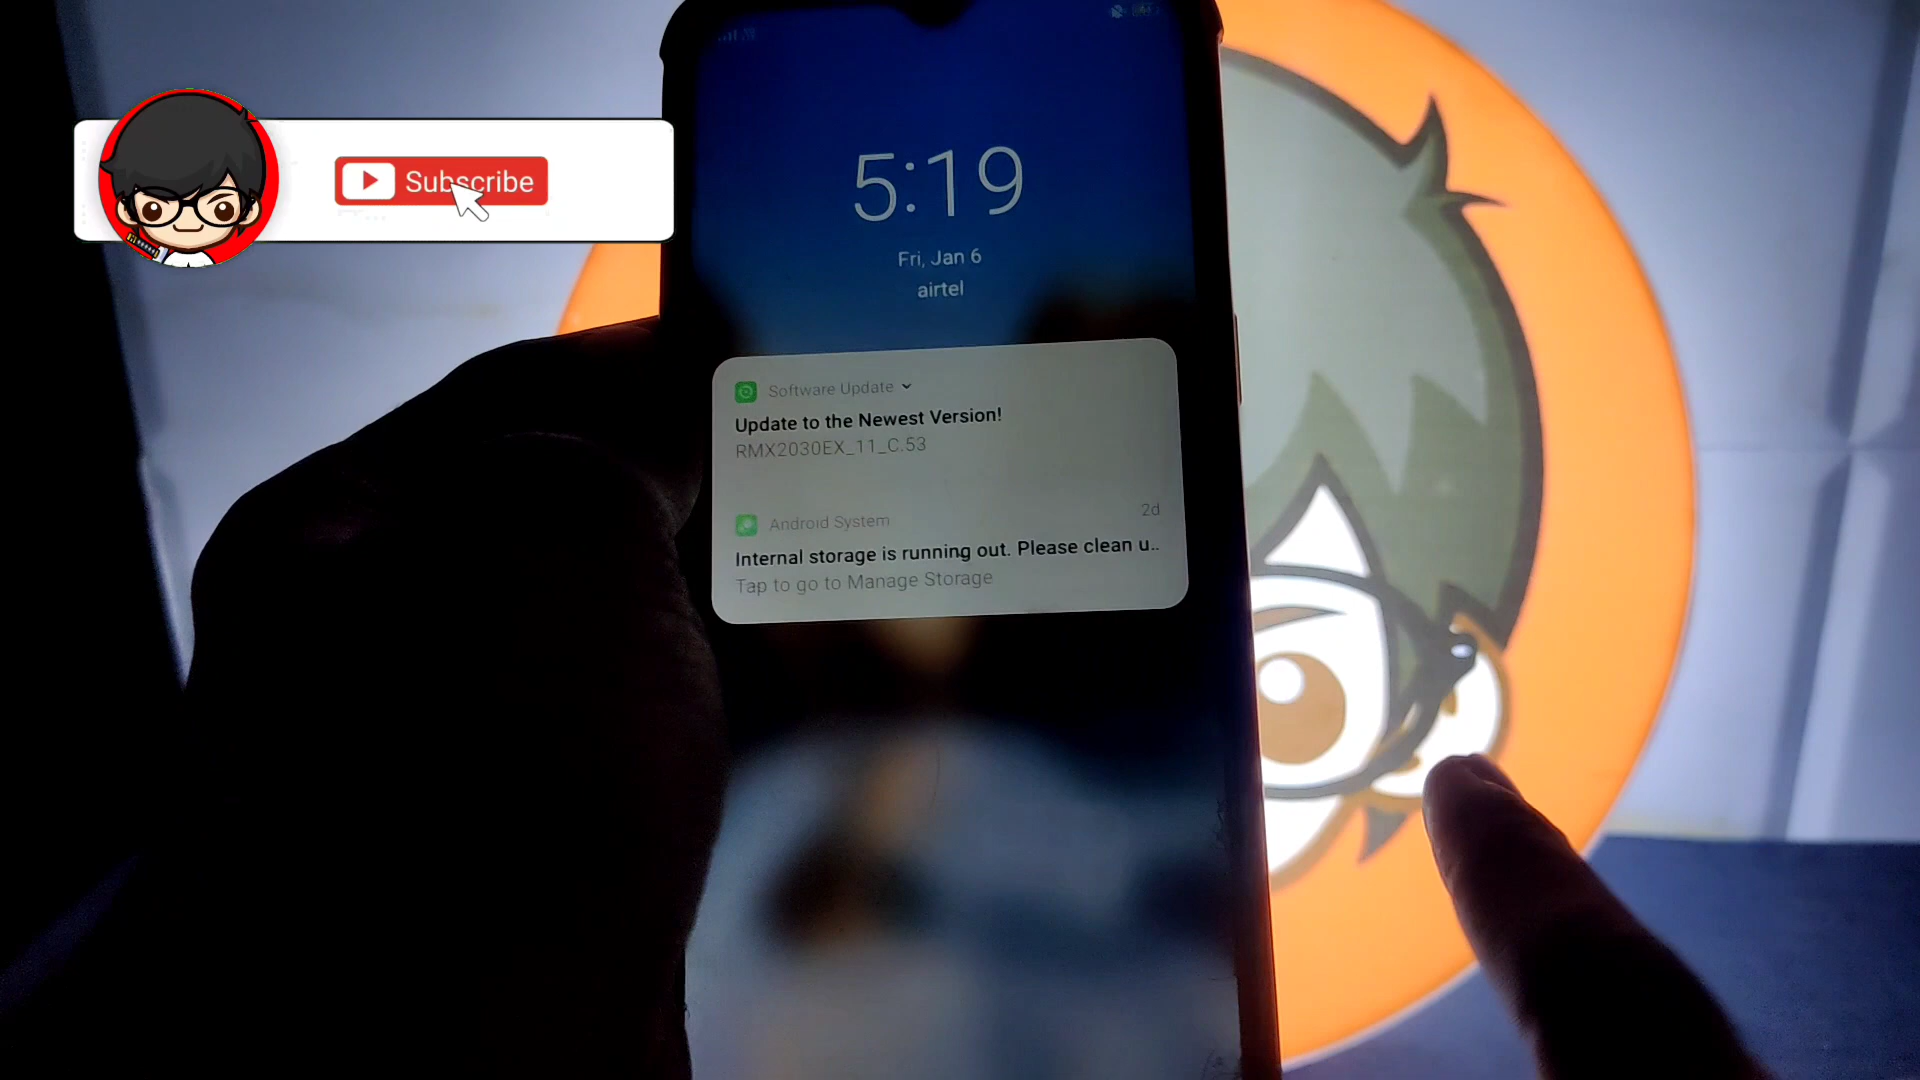 Subscribe
5:19
Fri, Jan 6
airtel
Software Update
Update to the Newest Version!
RMX2030EX_11_C.53
Android System 2d
Internal storage is running out. Please clean u..
Tap to go to Manage Storage